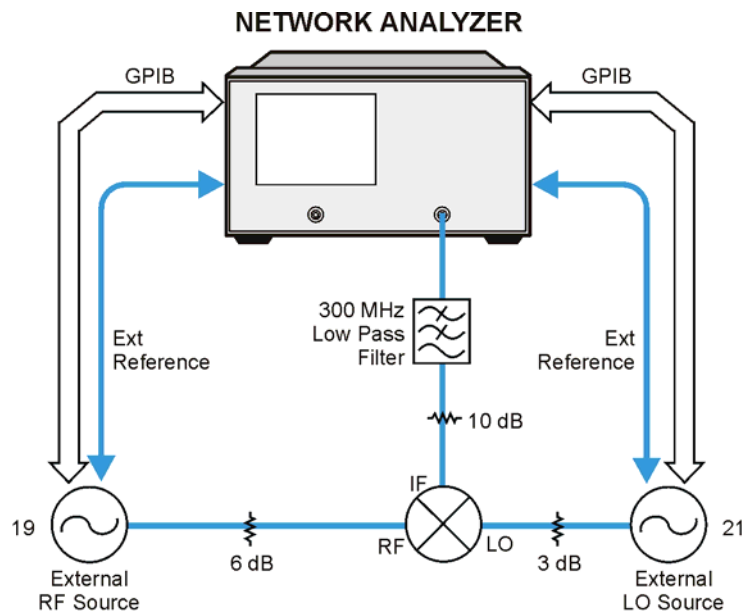 NETWORK ANALYZER
GPIB
GPIB
Ext
Reference
300 MHz
Low Pass
Filter
Ext
Reference
10 dB
IF
RF
LO
19
6 dB
3 dB
21
External
RF Source
External
LO Source